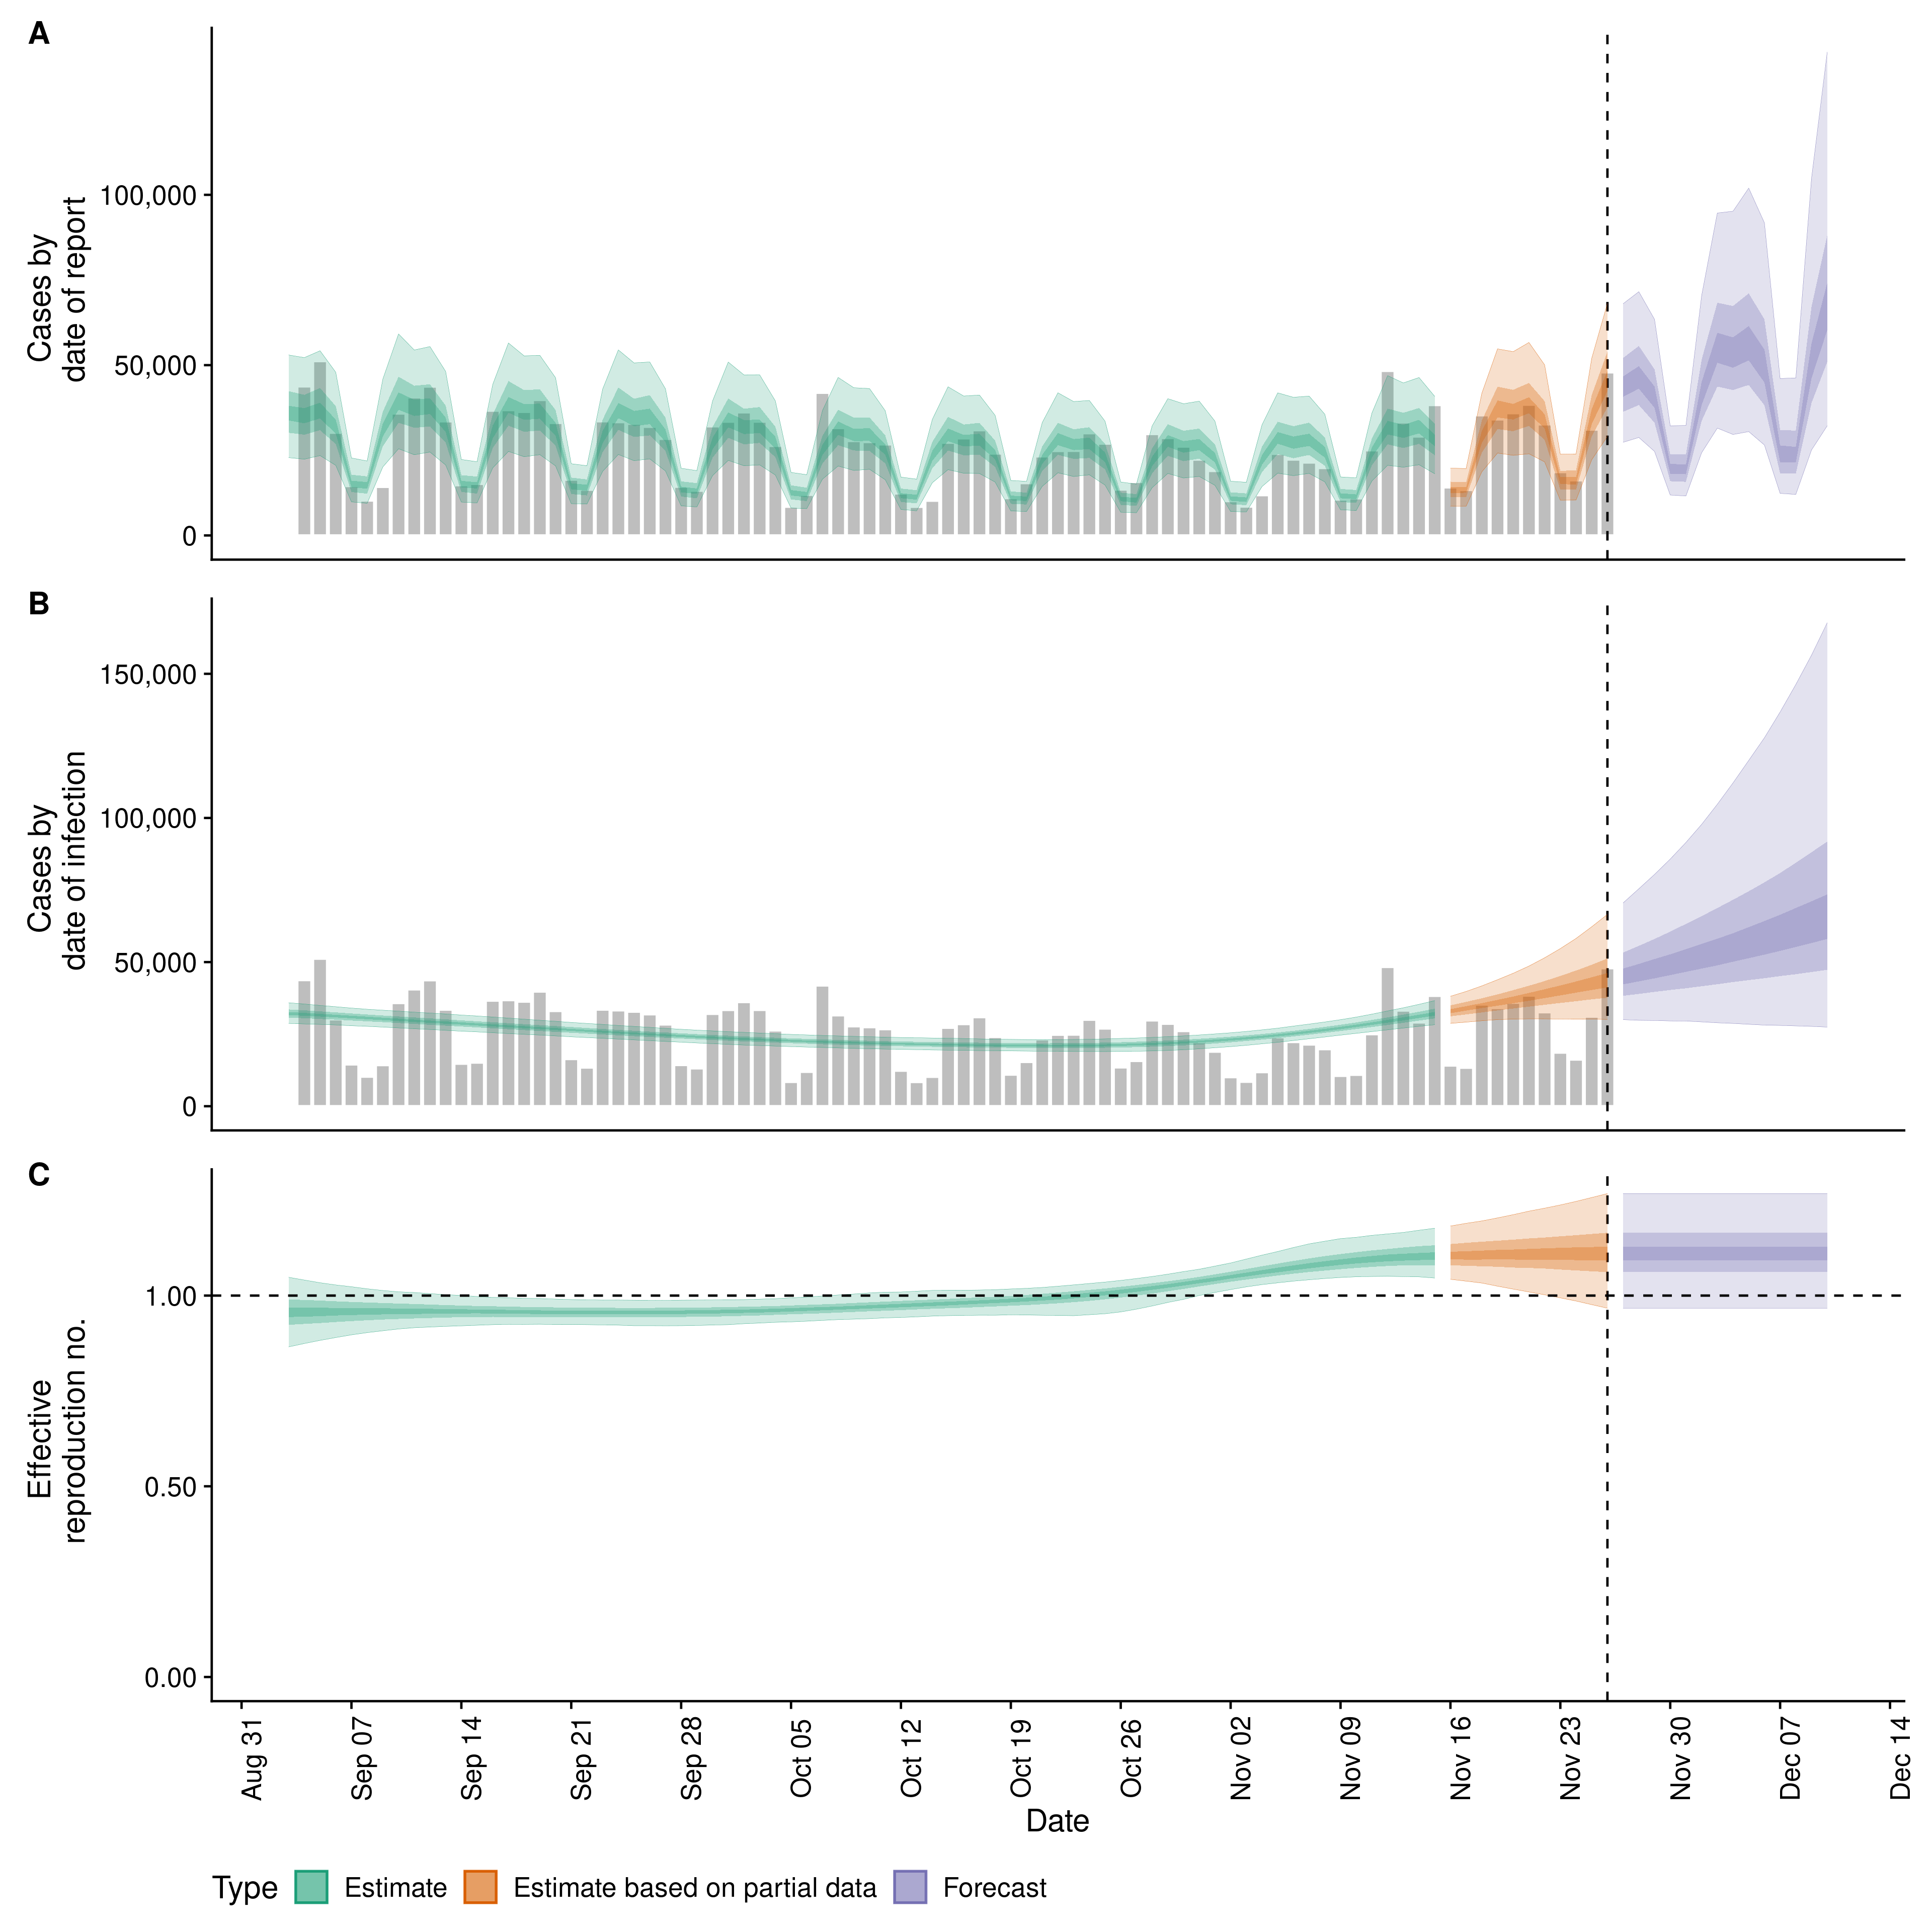 A
Cases by
date of report
100,000
50,000
0
B
Cases by
date of infection
150,000
100,000
50,000
0
C
Effective
reproduction no.
1.00
0.50
0.00
Aug 31
Sep 07
Sep 14
Sep 21
Sep 28
Oct 05
Oct 12
Oct 19
Oct 26
Nov 02
Nov 09
Nov 16
Nov 23
Nov 30
Dec 07
Dec 14
Date
Type Estimate Estimate based on partial data Forecast